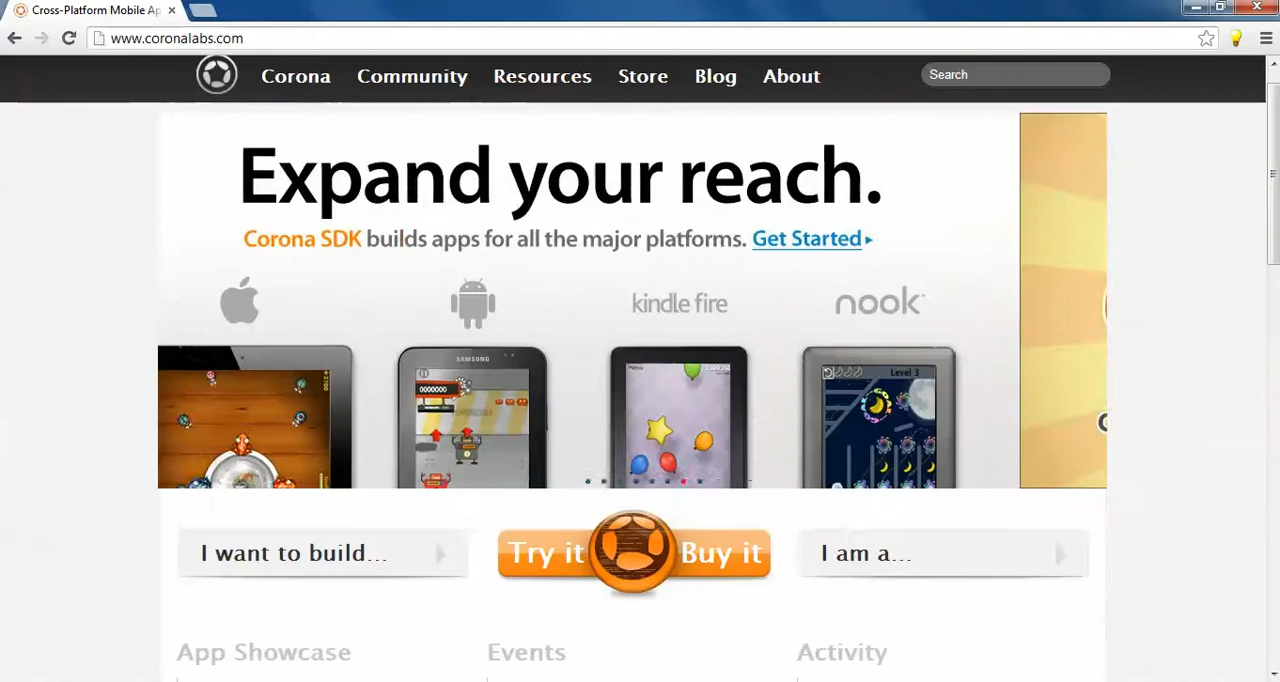 Cross-Platform Mobile Ap
www.coronalabs.com
Corona Community Resources Store Blog About Search
Expand your reach.
Corona SDK builds apps for all the major platforms. Get Started
kindle fire nook
SAMSUNG
0000000
Level 3
I want to build... Try it Buy it I am a...
App Showcase Events Activity